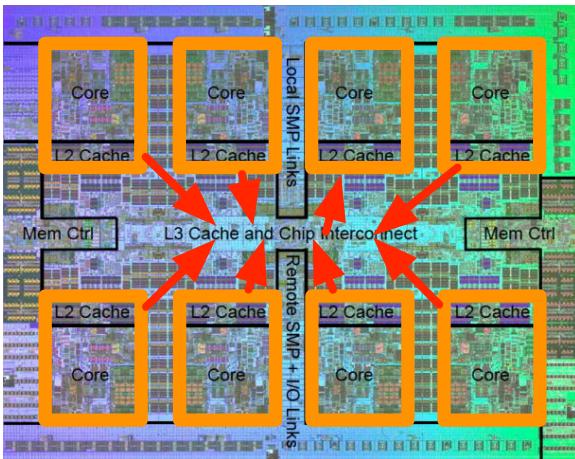 Core
Core
Core
Core
L2 Cache
L2 Cache
L2 Cache
L2 Cache
Local SMP Links
Mem Ctrl
L3 Cache and Chip Interconnect
Mem Ctrl
Remote SMP + I/O Links
L2 Cache
L2 Cache
L2 Cache
L2 Cache
Core
Core
Core
Core